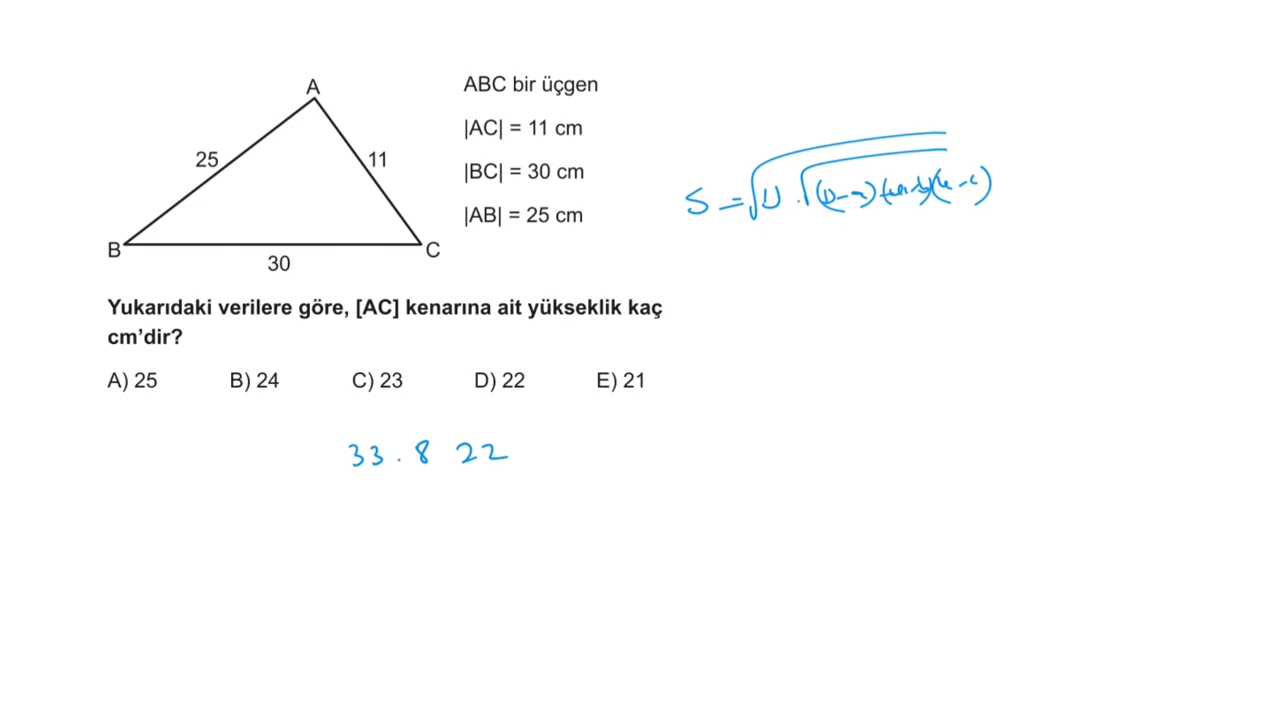 A
ABC bir üçgen
|AC| = 11 cm
25
11
|BC| = 30 cm
|AB| = 25 cm
B
C
30
S = √U . √(U-a)(u-b)(u-c)
Yukarıdaki verilere göre, [AC] kenarına ait yükseklik kaç
cm'dir?
A) 25 B) 24 C) 23 D) 22 E) 21
33 . 8 22